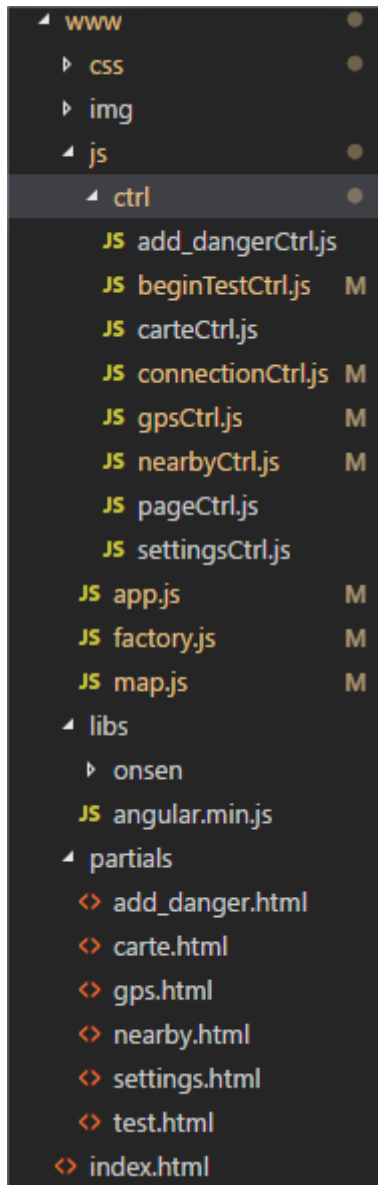 www
css
img
js
ctrl
JS add_dangerCtrl.js
JS beginTestCtrl.js M
JS carteCtrl.js
JS connectionCtrl.js M
JS gpsCtrl.js M
JS nearbyCtrl.js M
JS pageCtrl.js
JS settingsCtrl.js
JS app.js M
JS factory.js M
JS map.js M
libs
onsen
JS angular.min.js
partials
<> add_danger.html
<> carte.html
<> gps.html
<> nearby.html
<> settings.html
<> test.html
<> index.html